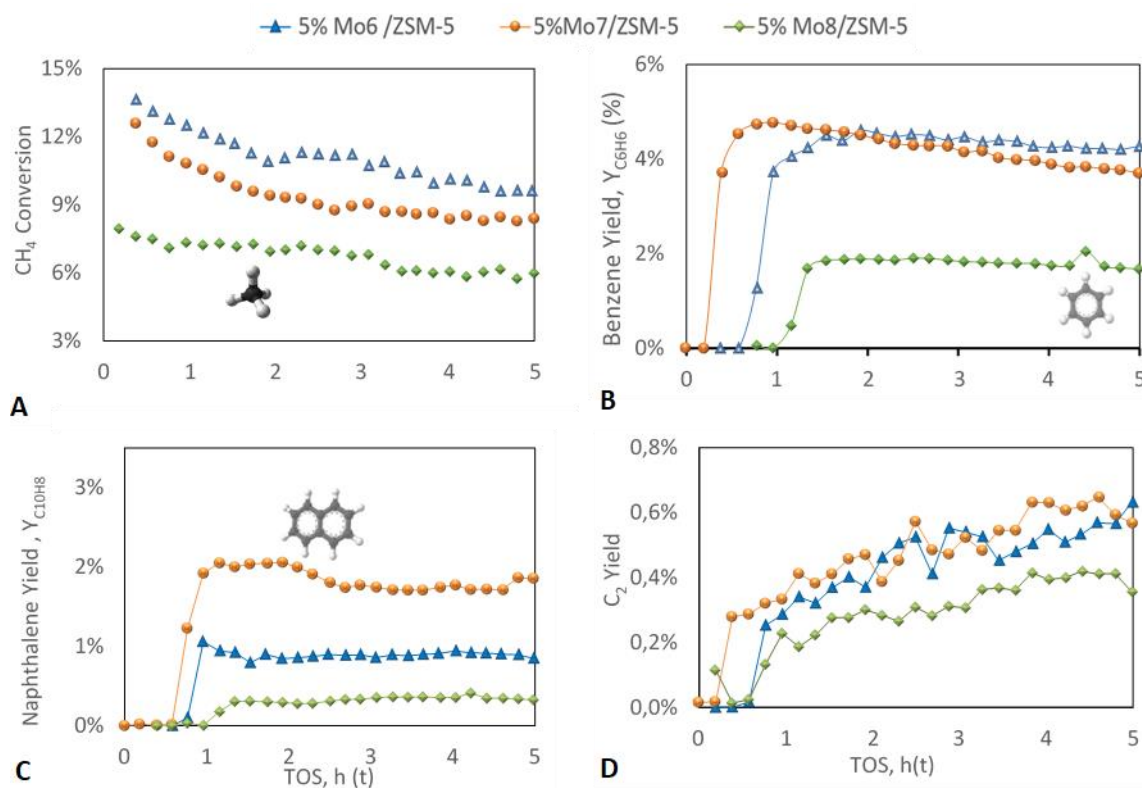 5% Mo6 /ZSM-5 5%Mo7/ZSM-5 5% Mo8/ZSM-5
15%
12%
9%
6%
3%
CH4 Conversion
0 1 2 3 4 5
A
6%
4%
2%
0%
Benzene Yield, YC6H6 (%)
0 1 2 3 4 5
B
3%
2%
1%
0%
Naphthalene Yield , YC10H8
0 1 2 3 4 5
TOS, h (t)
C
0,8%
0,6%
0,4%
0,2%
0,0%
C2 Yield
0 1 2 3 4 5
TOS, h(t)
D